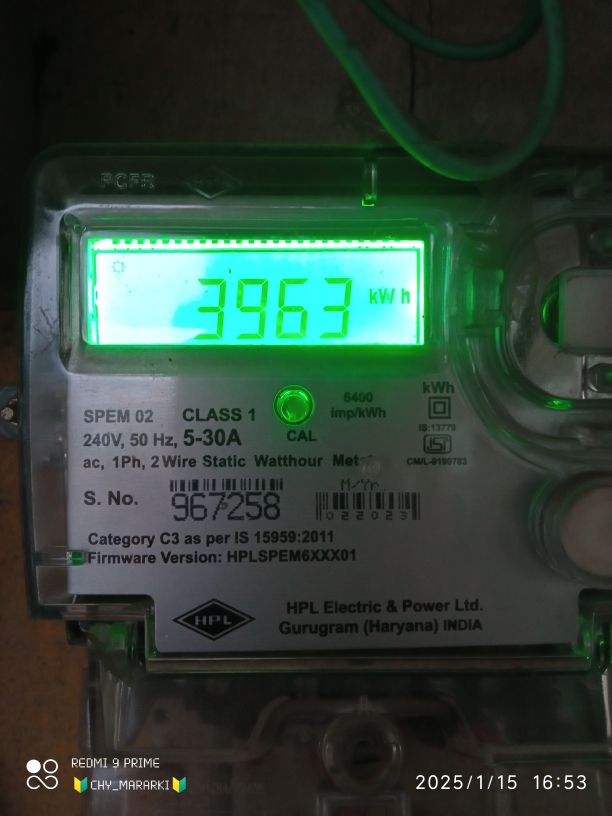 3963 kWh
6400
imp/kWh
kWh
SPEM 02 CLASS 1
IS:13779
240V, 50 Hz, 5-30A
CAL
CM/L-9190783
ac, 1Ph, 2 Wire Static Watthour Meter
M/Yr.
S. No. 967258
022023
Category C3 as per IS 15959:2011
Firmware Version: HPLSPEM6XXX01
HPL
HPL Electric & Power Ltd.
Gurugram (Haryana) INDIA
REDMI 9 PRIME
CHY_MARARKI
2025/1/15 16:53